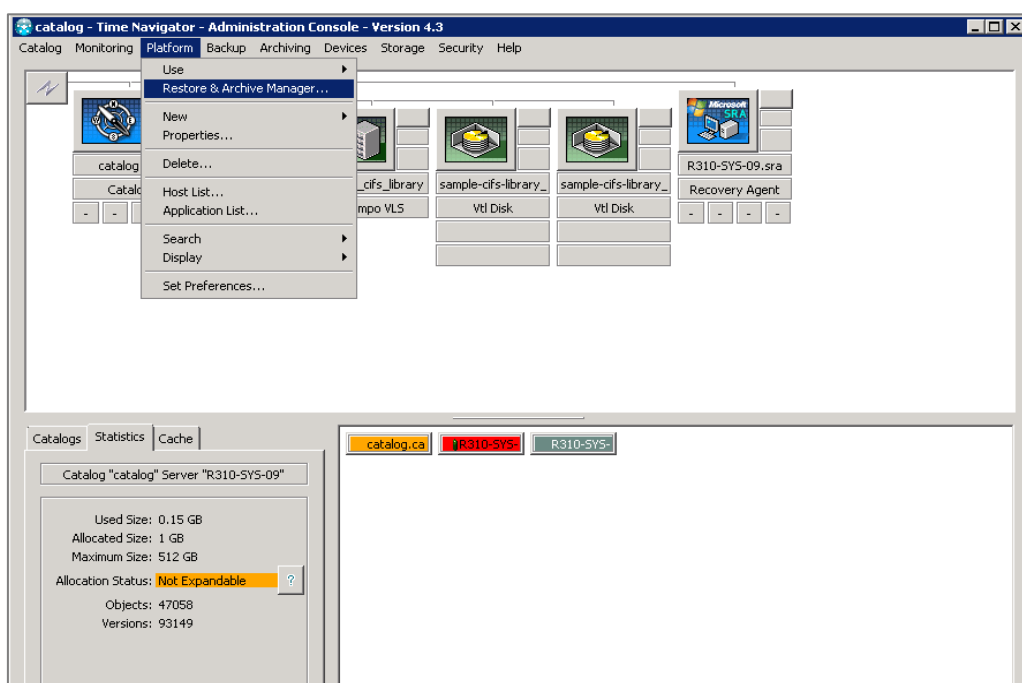 catalog - Time Navigator - Administration Console - Version 4.3
Catalog Monitoring Platform Backup Archiving Devices Storage Security Help
Use
Restore & Archive Manager...
New
Properties...
Delete...
Host List...
Application List...
Search
Display
Set Preferences...
catalog
Catalo
- -
_cifs_library
mpo VLS
sample-cifs-library_
Vtl Disk
sample-cifs-library_
Vtl Disk
Microsoft
SRA
R310-SYS-09.sra
Recovery Agent
- - - -
Catalogs Statistics Cache
Catalog "catalog" Server "R310-SYS-09"
Used Size: 0.15 GB
Allocated Size: 1 GB
Maximum Size: 512 GB
Allocation Status: Not Expandable ?
Objects: 47058
Versions: 93149
catalog.ca R310-SYS- R310-SYS-